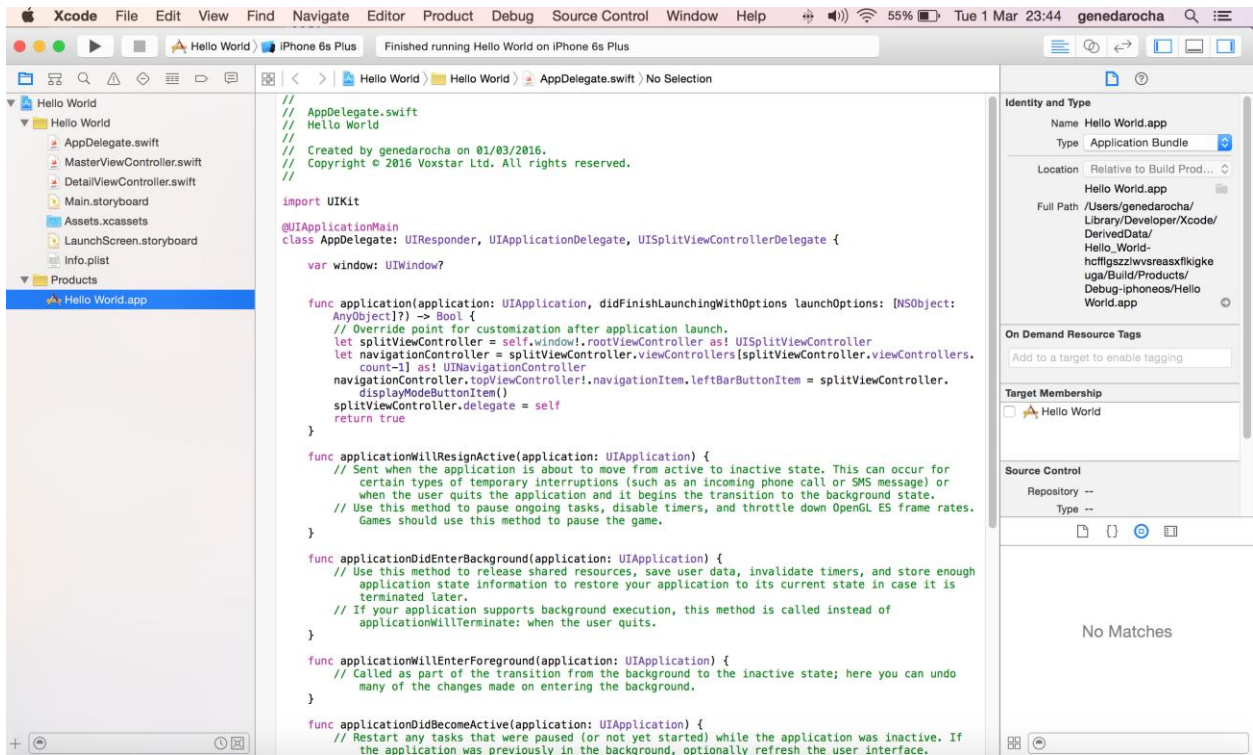 Xcode File Edit View Find Navigate Editor Product Debug Source Control Window Help 55% Tue 1 Mar 23:44 genedarocha
Hello World iPhone 6s Plus Finished running Hello World on iPhone 6s Plus
Hello World Hello World AppDelegate.swift No Selection
Hello World
Hello World
AppDelegate.swift
MasterViewController.swift
DetailViewController.swift
Main.storyboard
Assets.xcassets
LaunchScreen.storyboard
Info.plist
Products
Hello World.app
//
// AppDelegate.swift
// Hello World
//
// Created by genedarocha on 01/03/2016.
// Copyright © 2016 Voxstar Ltd. All rights reserved.
//
import UIKit
@UIApplicationMain
class AppDelegate: UIResponder, UIApplicationDelegate, UISplitViewControllerDelegate {
var window: UIWindow?
func application(application: UIApplication, didFinishLaunchingWithOptions launchOptions: [NSObject:
AnyObject]?) -> Bool {
// Override point for customization after application launch.
let splitViewController = self.window!.rootViewController as! UISplitViewController
let navigationController = splitViewController.viewControllers[splitViewController.viewControllers.
count-1] as! UINavigationController
navigationController.topViewController!.navigationItem.leftBarButtonItem = splitViewController.
displayModeButtonItem()
splitViewController.delegate = self
return true
}
func applicationWillResignActive(application: UIApplication) {
// Sent when the application is about to move from active to inactive state. This can occur for
certain types of temporary interruptions (such as an incoming phone call or SMS message) or
when the user quits the application and it begins the transition to the background state.
// Use this method to pause ongoing tasks, disable timers, and throttle down OpenGL ES frame rates.
Games should use this method to pause the game.
}
func applicationDidEnterBackground(application: UIApplication) {
// Use this method to release shared resources, save user data, invalidate timers, and store enough
application state information to restore your application to its current state in case it is
terminated later.
// If your application supports background execution, this method is called instead of
applicationWillTerminate: when the user quits.
}
func applicationWillEnterForeground(application: UIApplication) {
// Called as part of the transition from the background to the inactive state; here you can undo
many of the changes made on entering the background.
}
func applicationDidBecomeActive(application: UIApplication) {
// Restart any tasks that were paused (or not yet started) while the application was inactive. If
the application was previously in the background, optionally refresh the user interface.
Identity and Type
Name Hello World.app
Type Application Bundle
Location Relative to Build Prod...
Hello World.app
Full Path /Users/genedarocha/
Library/Developer/Xcode/
DerivedData/
Hello_World-
hcfflgszzlwvsreasxflkigke
uga/Build/Products/
Debug-iphoneos/Hello
World.app
On Demand Resource Tags
Add to a target to enable tagging
Target Membership
Hello World
Source Control
Repository --
Type --
{}
No Matches